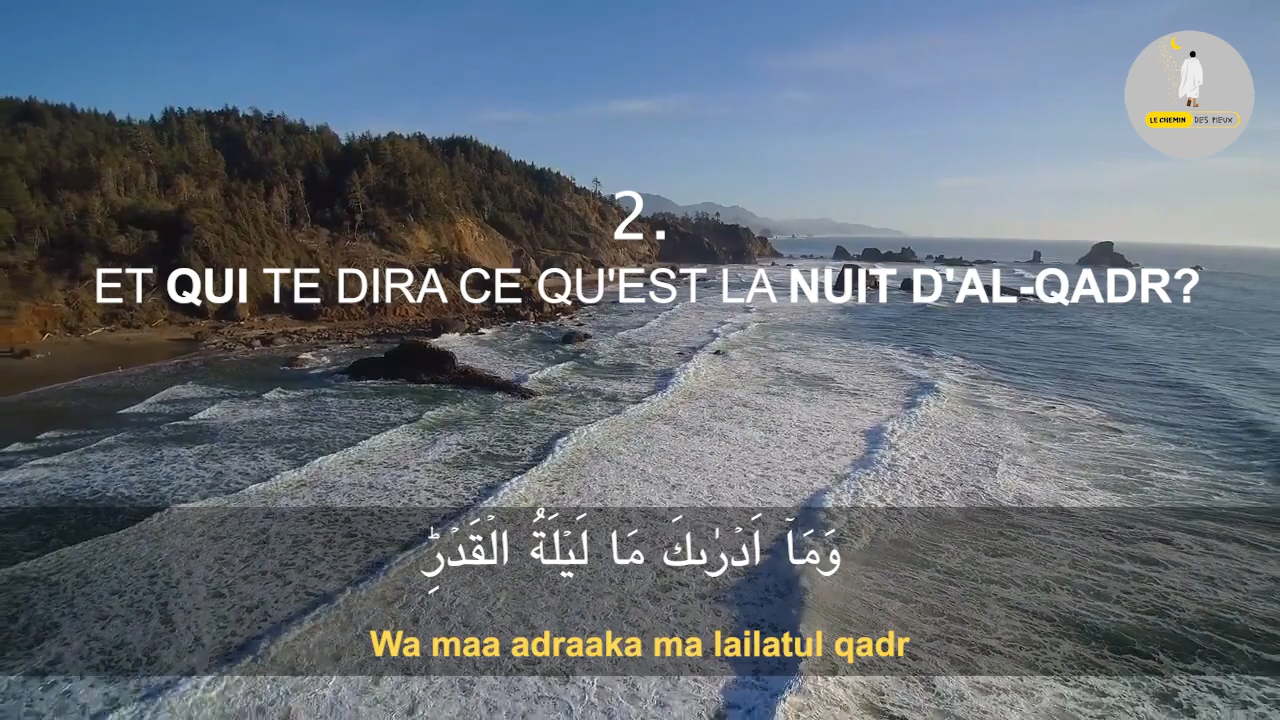 LE CHEMIN DES PIEUX
2.
ET QUI TE DIRA CE QU'EST LA NUIT D'AL-QADR?
وَمَآ اَدۡرٰٮكَ مَا لَيۡلَةُ الۡقَدۡرِؕ
Wa maa adraaka ma lailatul qadr